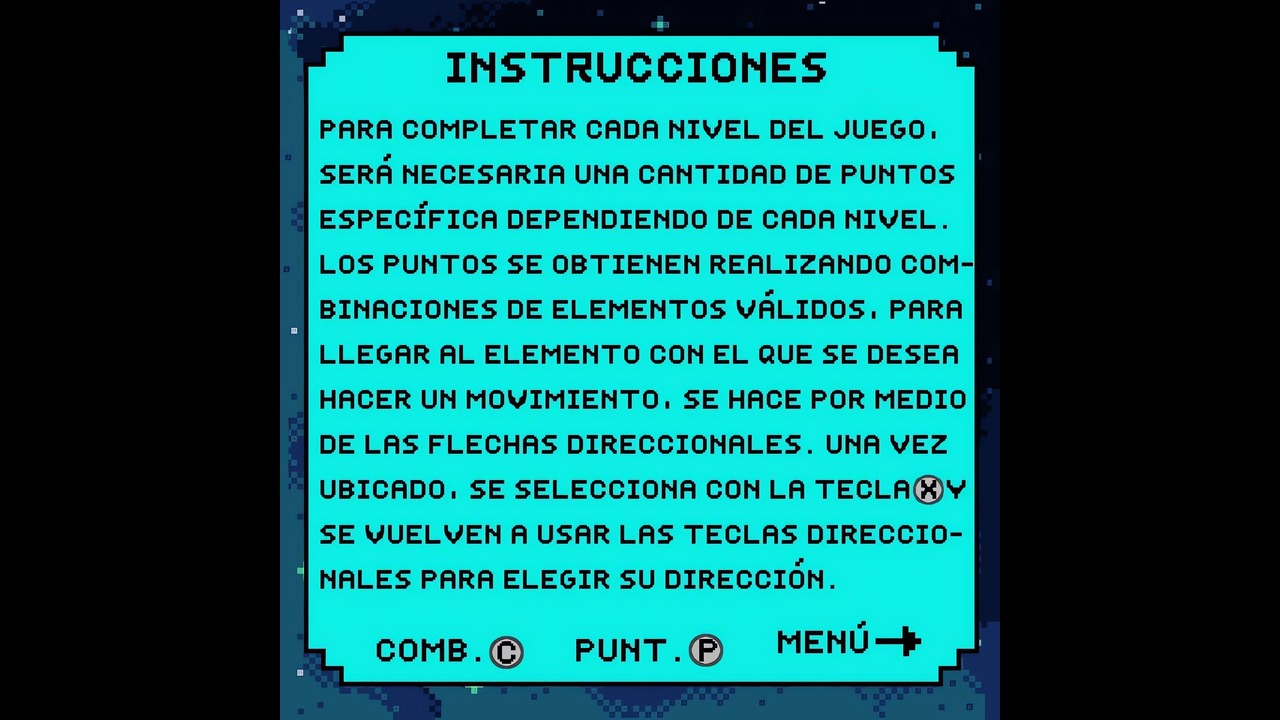 INSTRUCCIONES
PARA COMPLETAR CADA NIVEL DEL JUEGO,
SERÁ NECESARIA UNA CANTIDAD DE PUNTOS
ESPECÍFICA DEPENDIENDO DE CADA NIVEL.
LOS PUNTOS SE OBTIENEN REALIZANDO COM-
BINACIONES DE ELEMENTOS VÁLIDOS, PARA
LLEGAR AL ELEMENTO CON EL QUE SE DESEA
HACER UN MOVIMIENTO, SE HACE POR MEDIO
DE LAS FLECHAS DIRECCIONALES. UNA VEZ
UBICADO, SE SELECCIONA CON LA TECLA X Y
SE VUELVEN A USAR LAS TECLAS DIRECCIO-
NALES PARA ELEGIR SU DIRECCIÓN.
COMB. C PUNT. P MENÚ →